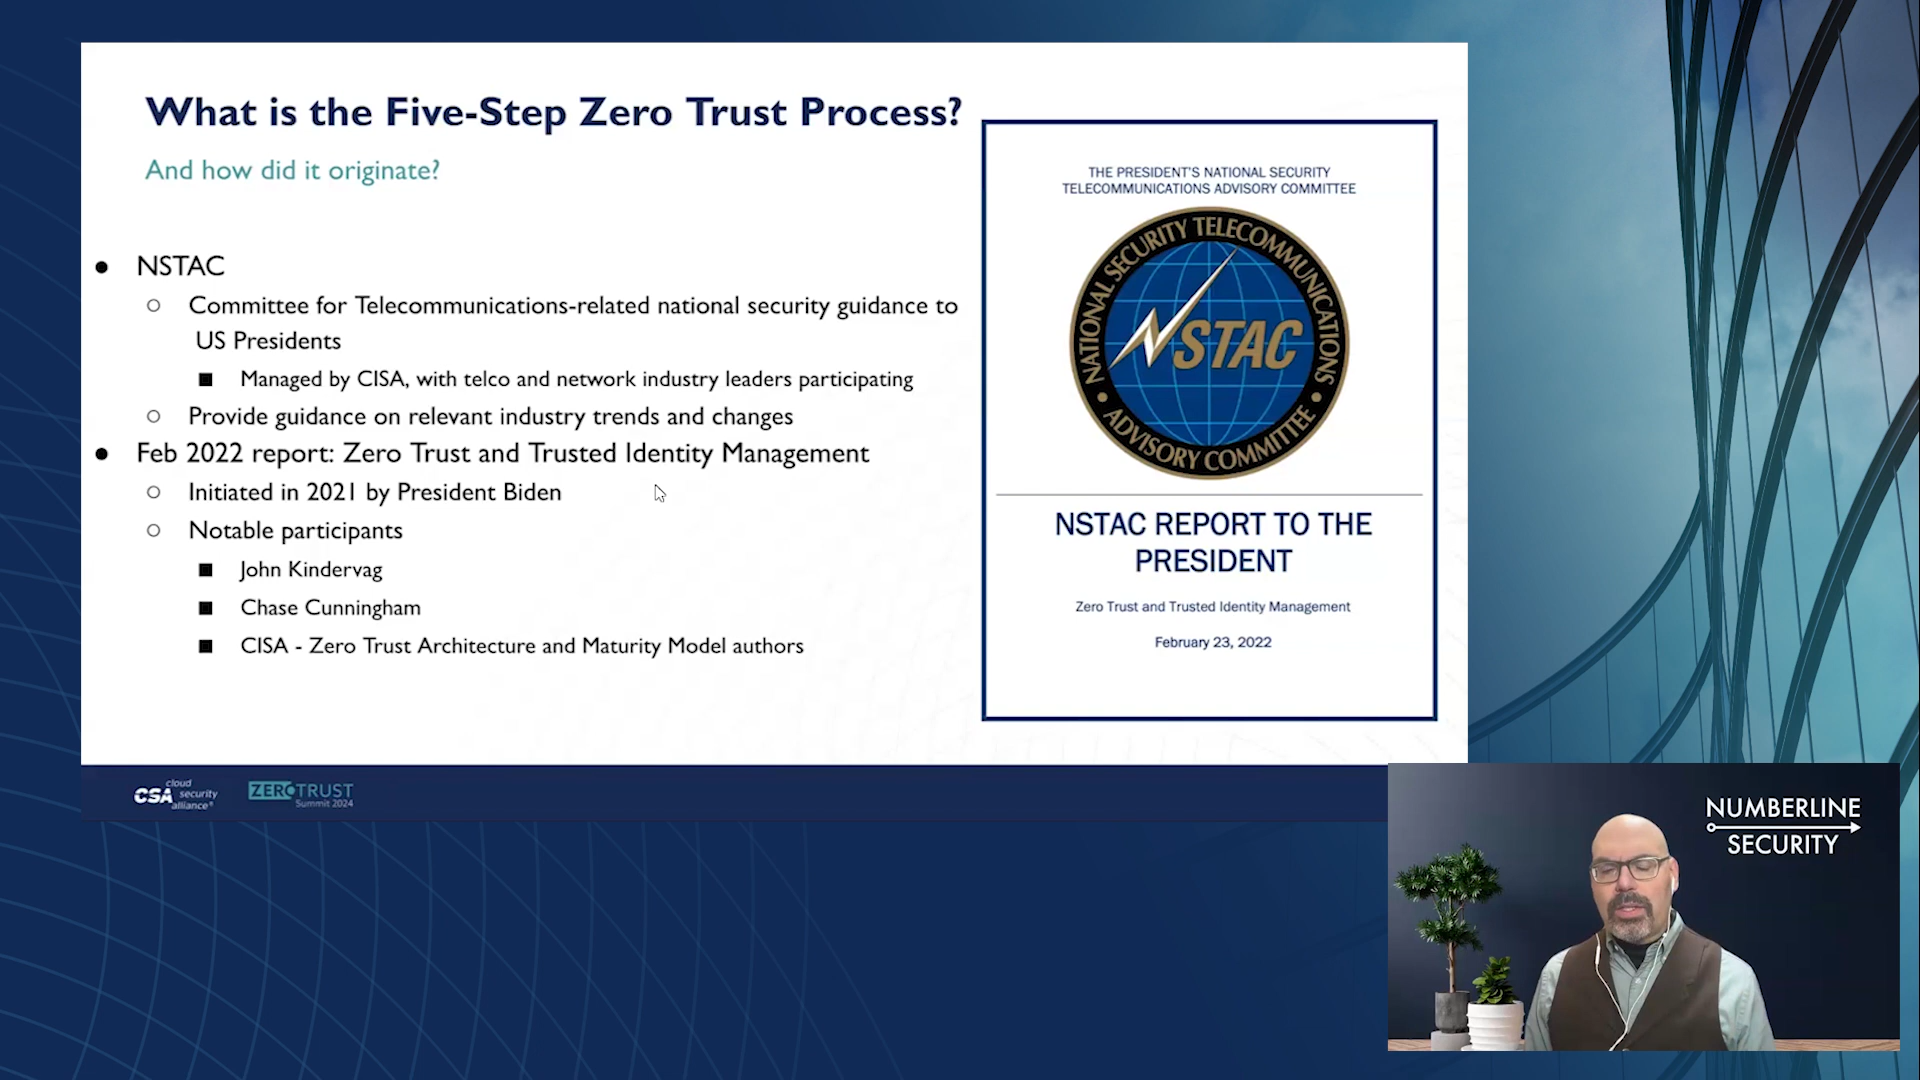 What is the Five-Step Zero Trust Process?
And how did it originate?
● NSTAC
○ Committee for Telecommunications-related national security guidance to
US Presidents
■ Managed by CISA, with telco and network industry leaders participating
○ Provide guidance on relevant industry trends and changes
● Feb 2022 report: Zero Trust and Trusted Identity Management
○ Initiated in 2021 by President Biden
○ Notable participants
■ John Kindervag
■ Chase Cunningham
■ CISA - Zero Trust Architecture and Maturity Model authors
THE PRESIDENT'S NATIONAL SECURITY
TELECOMMUNICATIONS ADVISORY COMMITTEE
NATIONAL SECURITY TELECOMMUNICATIONS
NSTAC
• ADVISORY COMMITTEE •
NSTAC REPORT TO THE
PRESIDENT
Zero Trust and Trusted Identity Management
February 23, 2022
CSA cloud security alliance®
ZEROTRUST
Summit 2024
NUMBERLINE
SECURITY